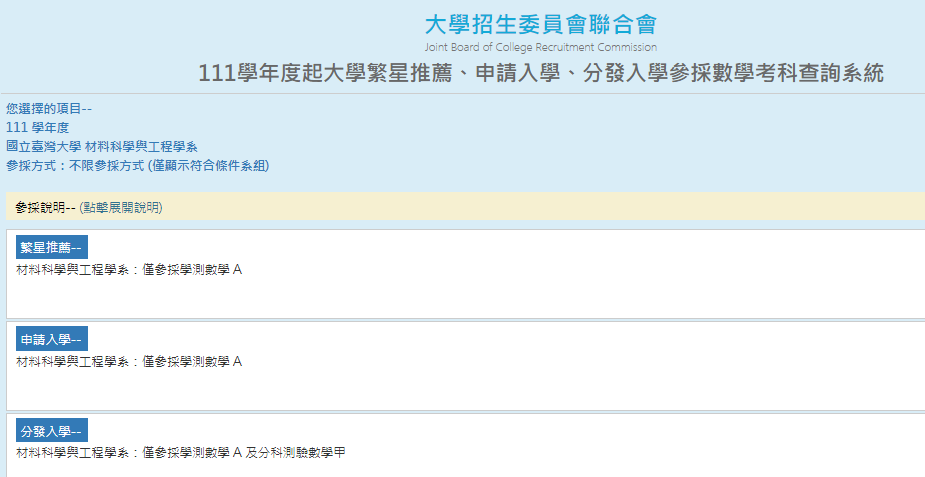 大學招生委員會聯合會
Joint Board of College Recruitment Commission
111學年度起大學繁星推薦、申請入學、分發入學參採數學考科查詢系統
您選擇的項目--
111 學年度
國立臺灣大學 材料科學與工程學系
參採方式：不限參採方式 (僅顯示符合條件系組)
參採說明-- (點擊展開說明)
繁星推薦--
材料科學與工程學系：僅參採學測數學 A
申請入學--
材料科學與工程學系：僅參採學測數學 A
分發入學--
材料科學與工程學系：僅參採學測數學 A 及分科測驗數學甲